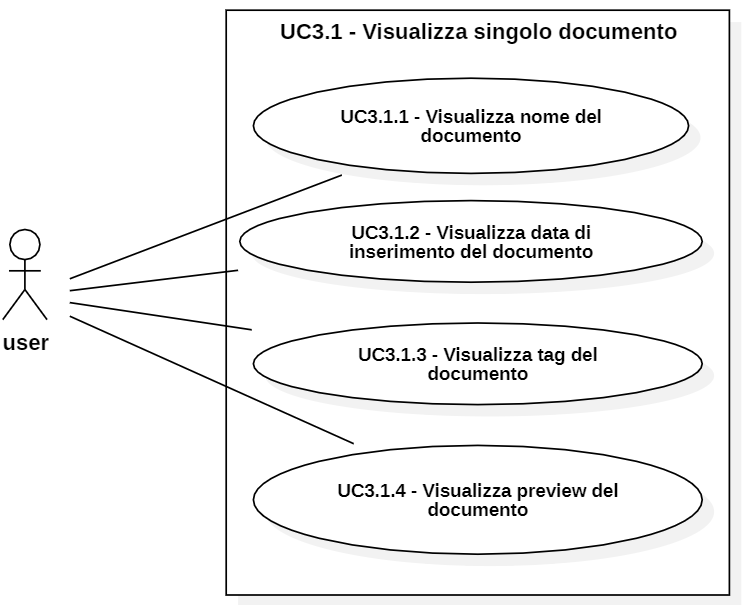 UC3.1 - Visualizza singolo documento
UC3.1.1 - Visualizza nome del
documento
UC3.1.2 - Visualizza data di
inserimento del documento
UC3.1.3 - Visualizza tag del
documento
UC3.1.4 - Visualizza preview del
documento
user